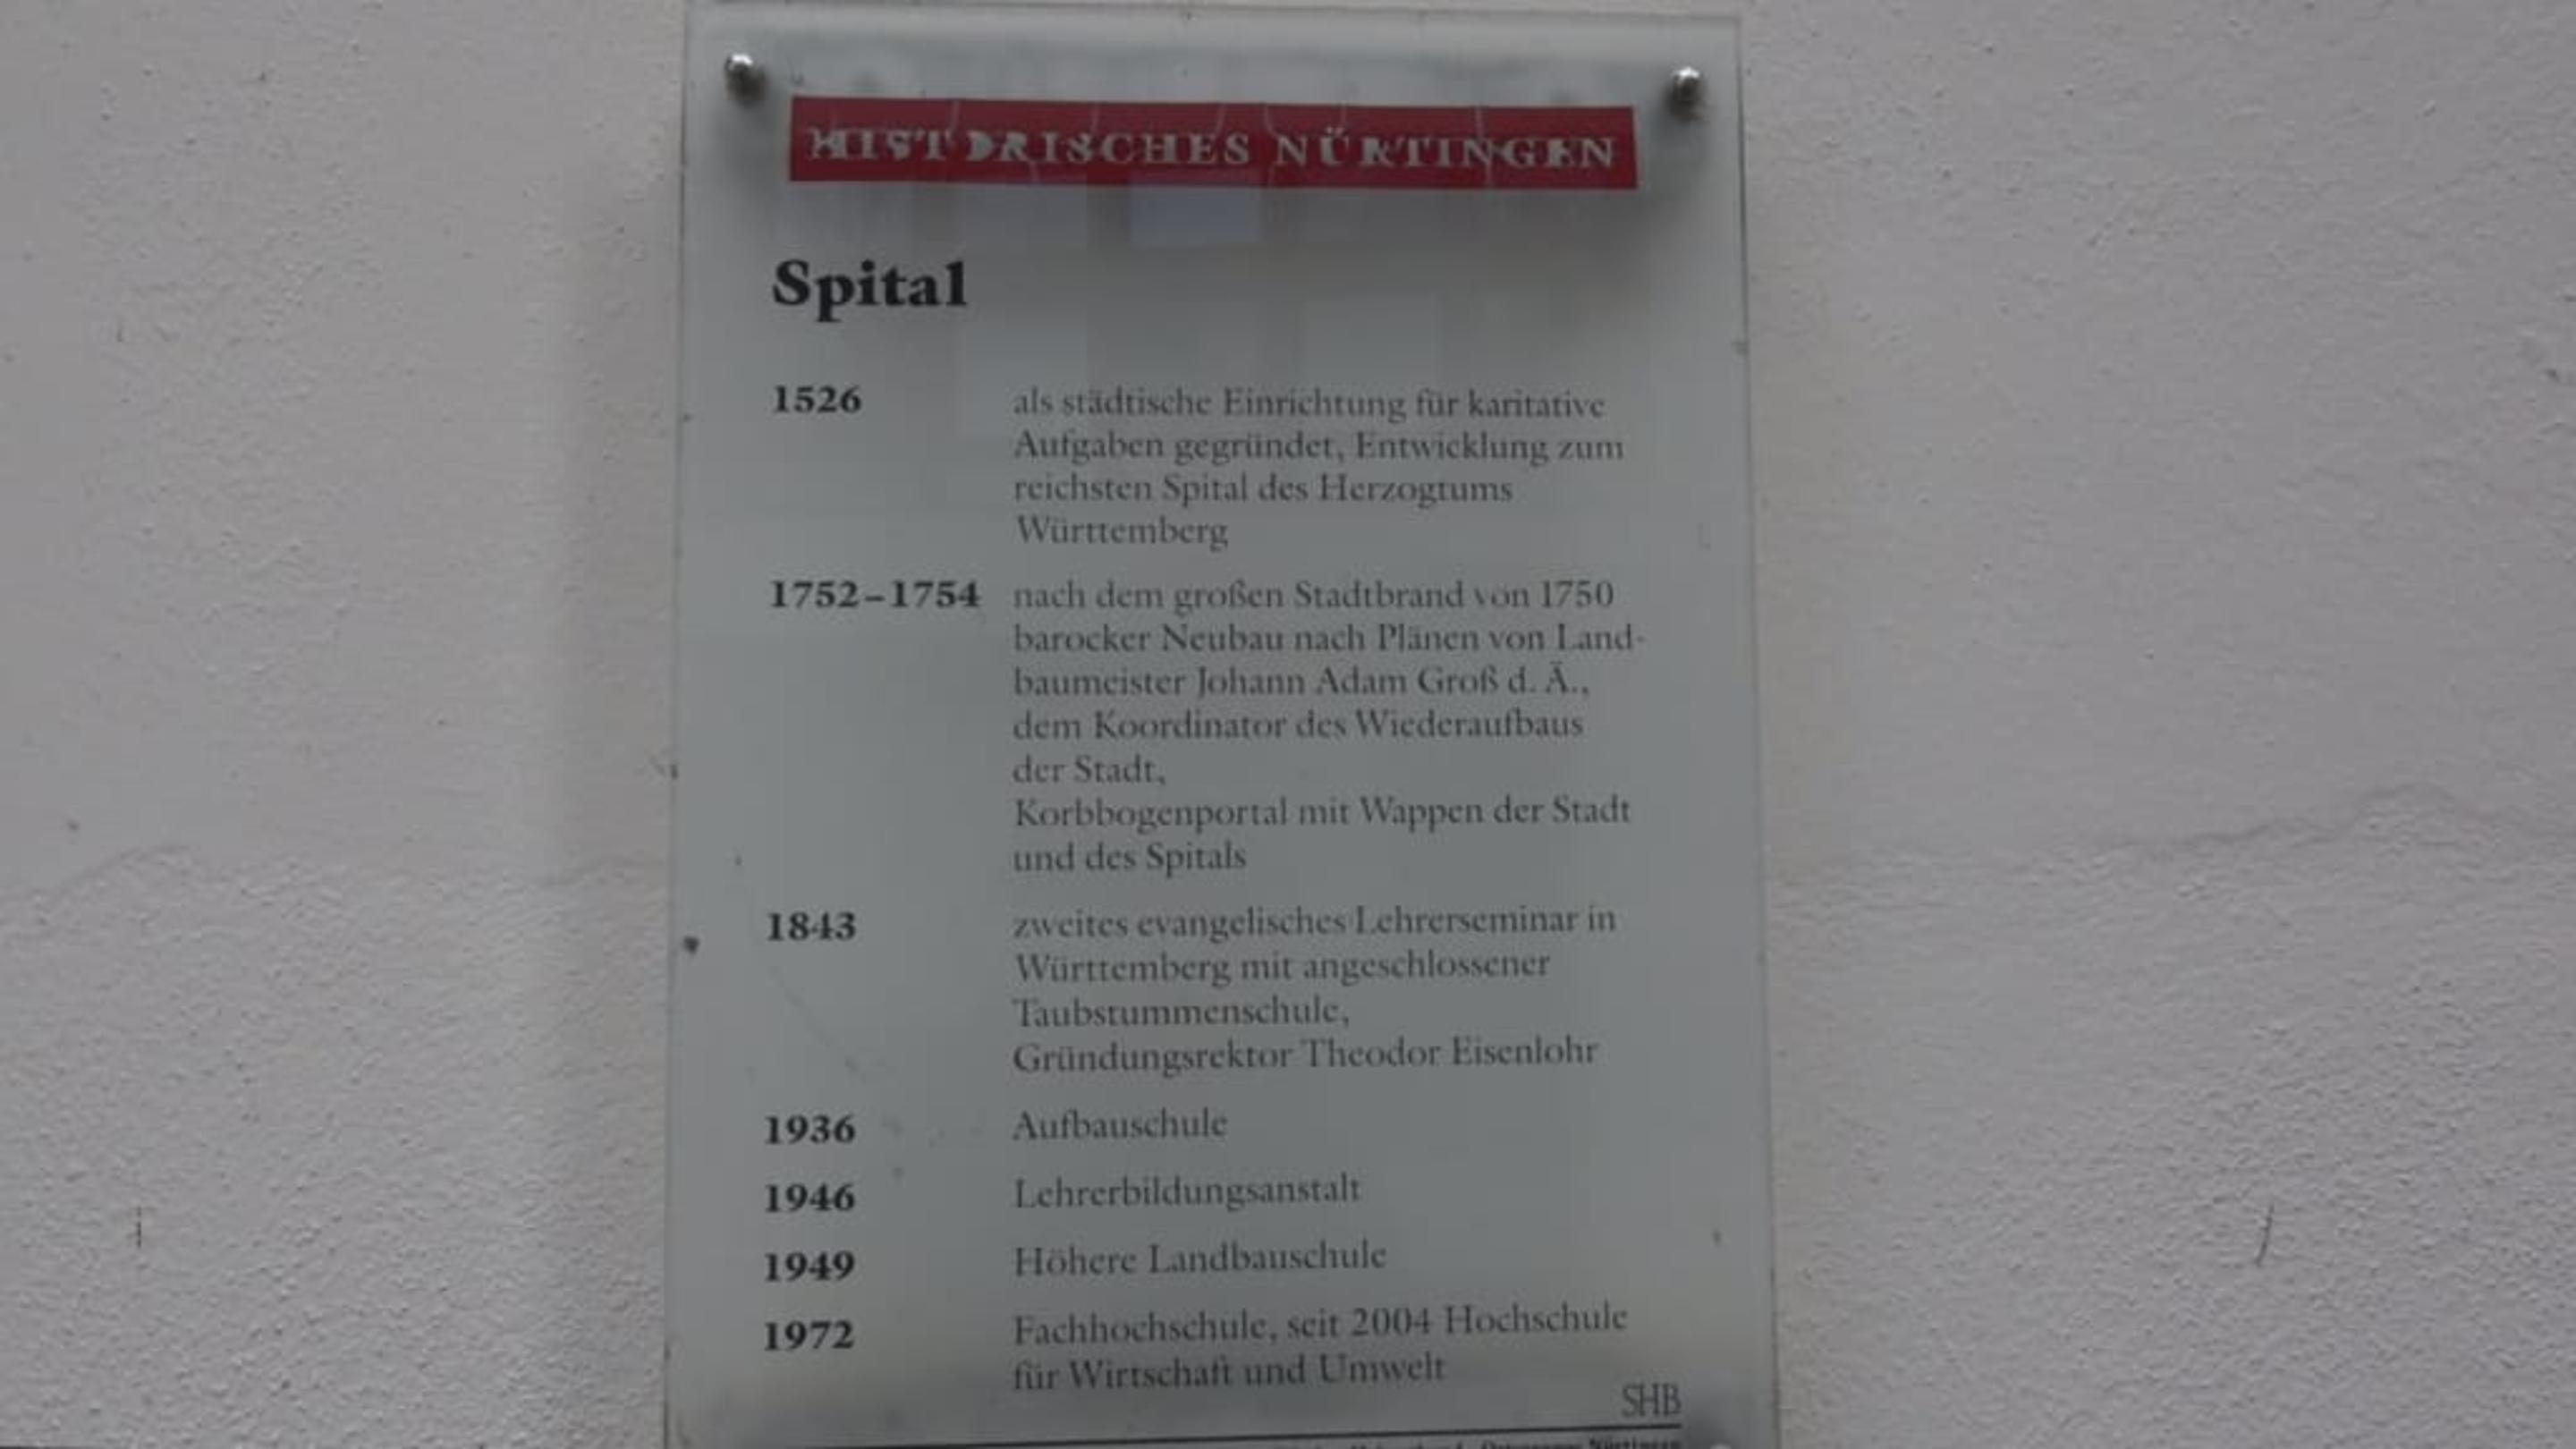 HISTORISCHES NÜRTINGEN
Spital
1526 als städtische Einrichtung für karitative
Aufgaben gegründet, Entwicklung zum
reichsten Spital des Herzogtums
Württemberg
1752–1754 nach dem großen Stadtbrand von 1750
barocker Neubau nach Plänen von Land-
baumeister Johann Adam Groß d. Ä.,
dem Koordinator des Wiederaufbaus
der Stadt,
Korbbogenportal mit Wappen der Stadt
und des Spitals
1843 zweites evangelisches Lehrerseminar in
Württemberg mit angeschlossener
Taubstummenschule,
Gründungsrektor Theodor Eisenlohr
1936 Aufbauschule
1946 Lehrerbildungsanstalt
1949 Höhere Landbauschule
1972 Fachhochschule, seit 2004 Hochschule
für Wirtschaft und Umwelt
SHB
Nürtingen